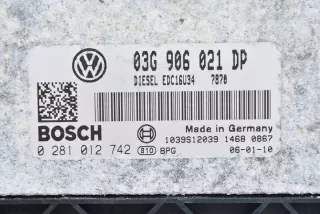 03G 906 021 DP
DIESEL EDC16U34 7870
BOSCH
Made in Germany
1039S12039 1468 0867
0 281 012 742 810 BPG 06-01-10